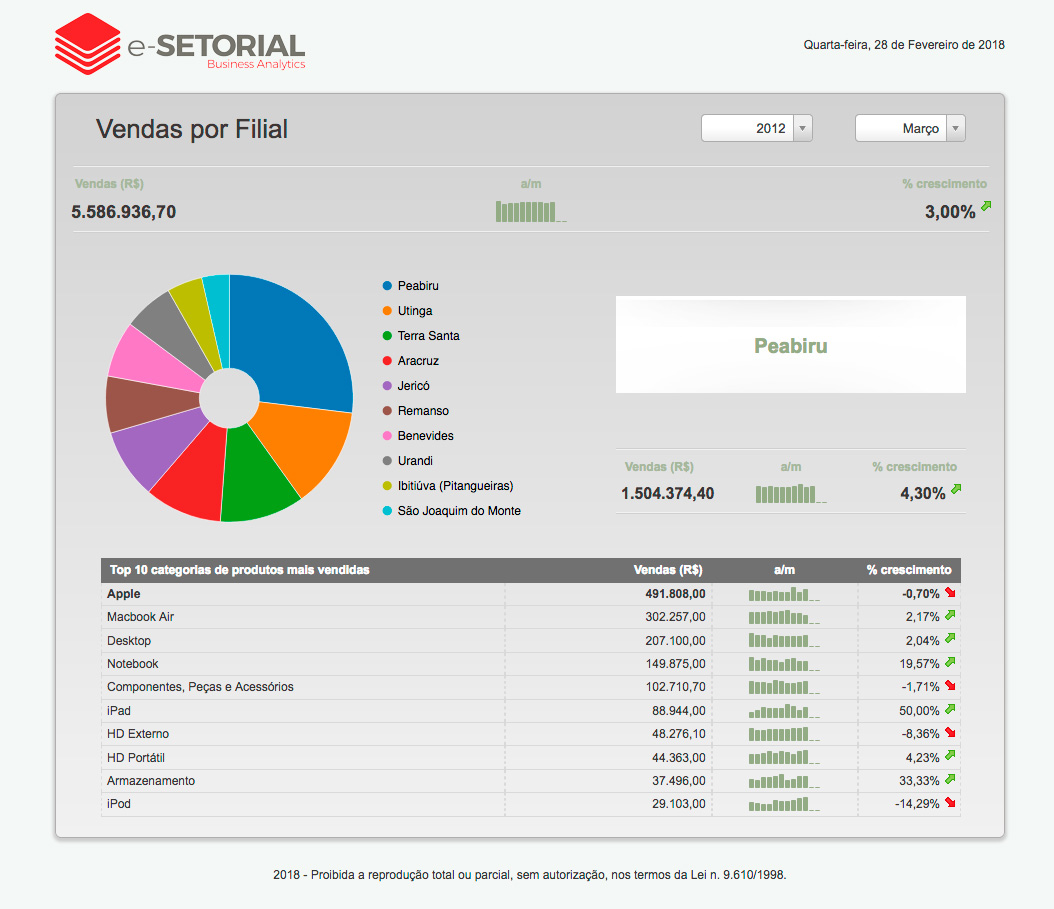 e-SETORIAL
Business Analytics
Quarta-feira, 28 de Fevereiro de 2018
Vendas por Filial
2012
Março
Vendas (R$) a/m % crescimento
5.586.936,70 3,00%
Peabiru
Utinga
Terra Santa
Aracruz
Jericó
Remanso
Benevides
Urandi
Ibitiúva (Pitangueiras)
São Joaquim do Monte
Peabiru
Vendas (R$) a/m % crescimento
1.504.374,40 4,30%
Top 10 categorias de produtos mais vendidas Vendas (R$) a/m % crescimento
Apple 491.808,00 -0,70%
Macbook Air 302.257,00 2,17%
Desktop 207.100,00 2,04%
Notebook 149.875,00 19,57%
Componentes, Peças e Acessórios 102.710,70 -1,71%
iPad 88.944,00 50,00%
HD Externo 48.276,10 -8,36%
HD Portátil 44.363,00 4,23%
Armazenamento 37.496,00 33,33%
iPod 29.103,00 -14,29%
2018 - Proibida a reprodução total ou parcial, sem autorização, nos termos da Lei n. 9.610/1998.